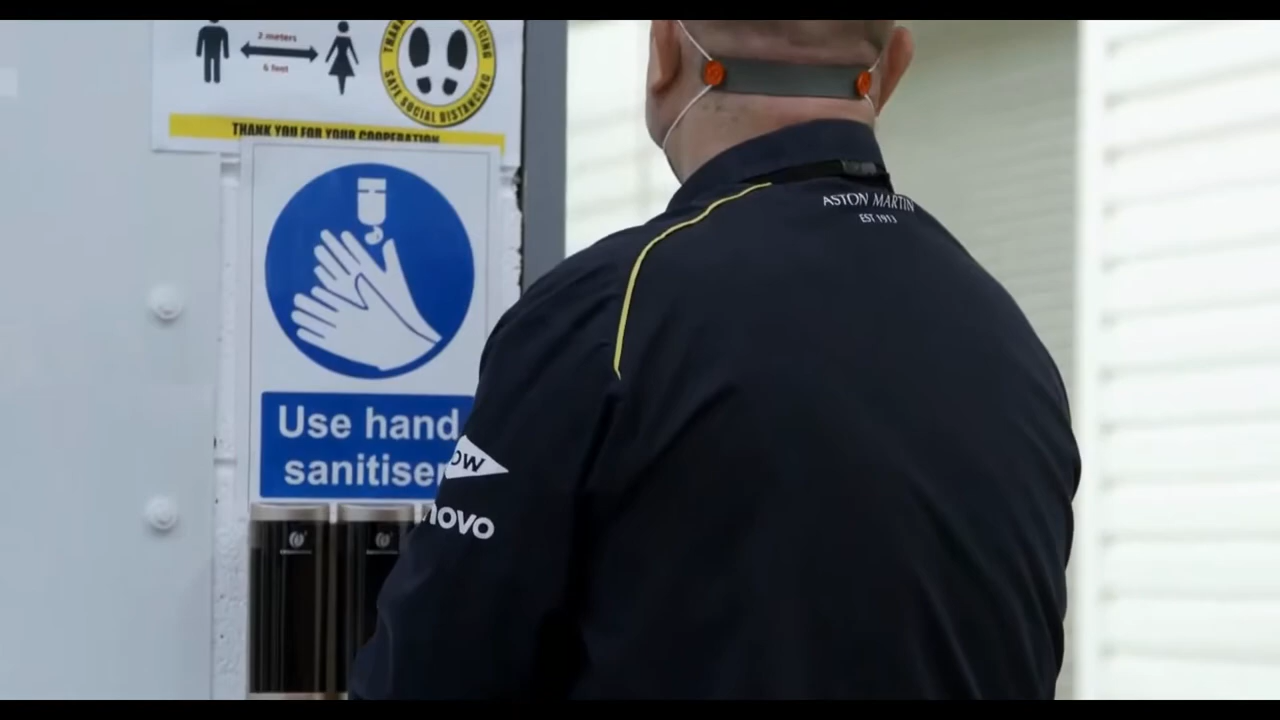 2 meters
6 feet
SAFE SOCIAL DISTANCING
THANK YOU FOR YOUR COOPERATION
ASTON MARTIN
EST 1913
Use hand
sanitiser
ow
novo